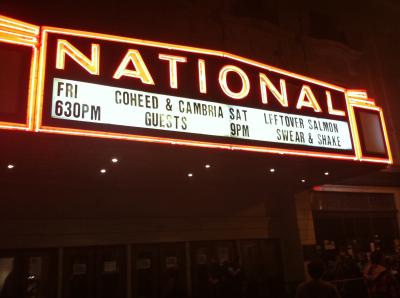 NATIONAL
FRI COHEED & CAMBRIA SAT LEFTOVER SALMON
630PM GUESTS 9PM SWEAR & SHAKE